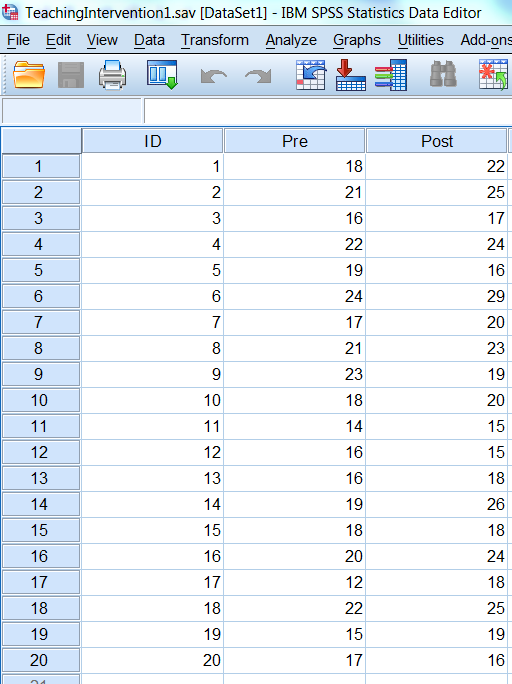 TeachingIntervention1.sav [DataSet1] - IBM SPSS Statistics Data Editor
File Edit View Data Transform Analyze Graphs Utilities Add-ons
ID Pre Post
1 1 18 22
2 2 21 25
3 3 16 17
4 4 22 24
5 5 19 16
6 6 24 29
7 7 17 20
8 8 21 23
9 9 23 19
10 10 18 20
11 11 14 15
12 12 16 15
13 13 16 18
14 14 19 26
15 15 18 18
16 16 20 24
17 17 12 18
18 18 22 25
19 19 15 19
20 20 17 16